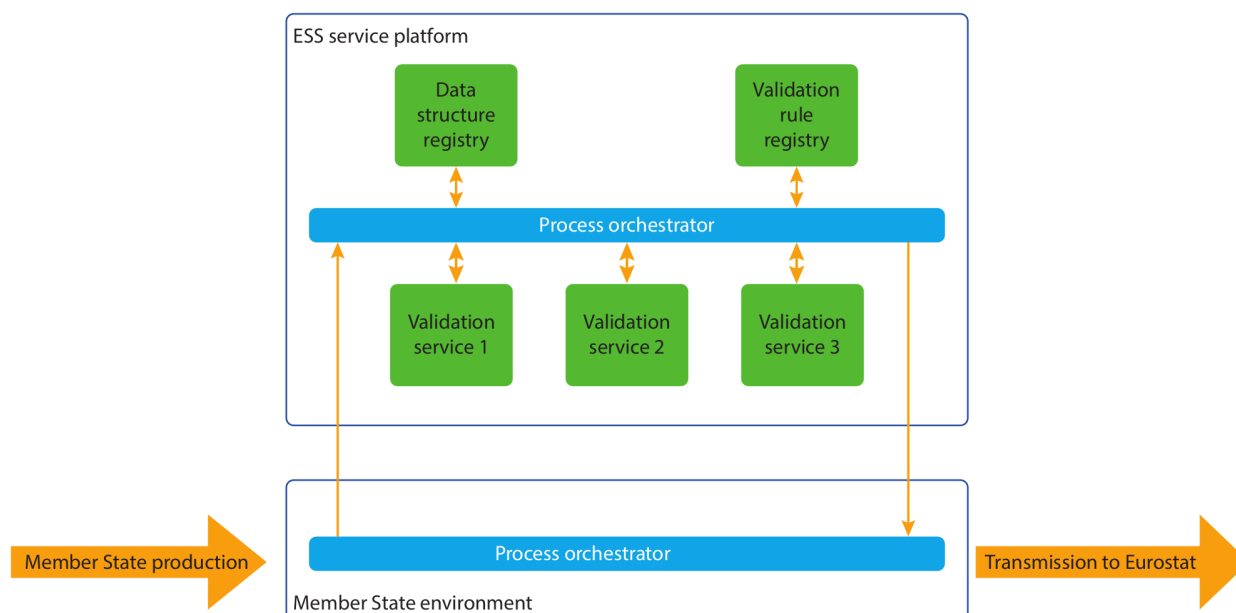 ESS service platform
Data
structure
registry
Validation
rule
registry
Process orchestrator
Validation
service 1
Validation
service 2
Validation
service 3
Member State production
Process orchestrator
Transmission to Eurostat
Member State environment